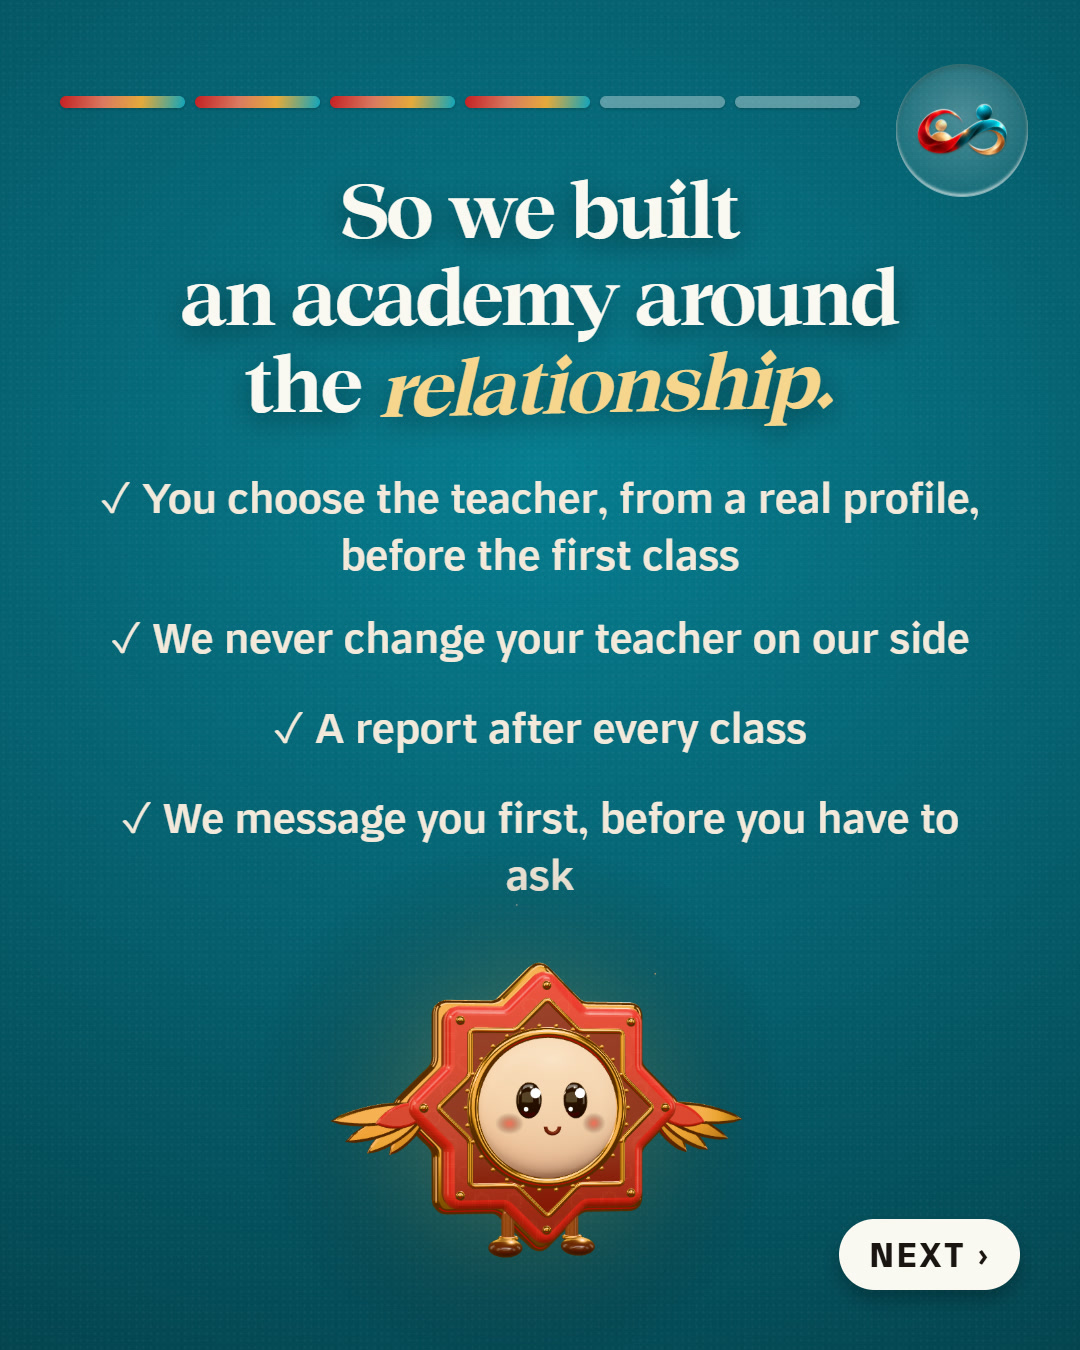 So we built
an academy around
the relationship.
✓ You choose the teacher, from a real profile,
before the first class
✓ We never change your teacher on our side
✓ A report after every class
✓ We message you first, before you have to
ask
NEXT ›